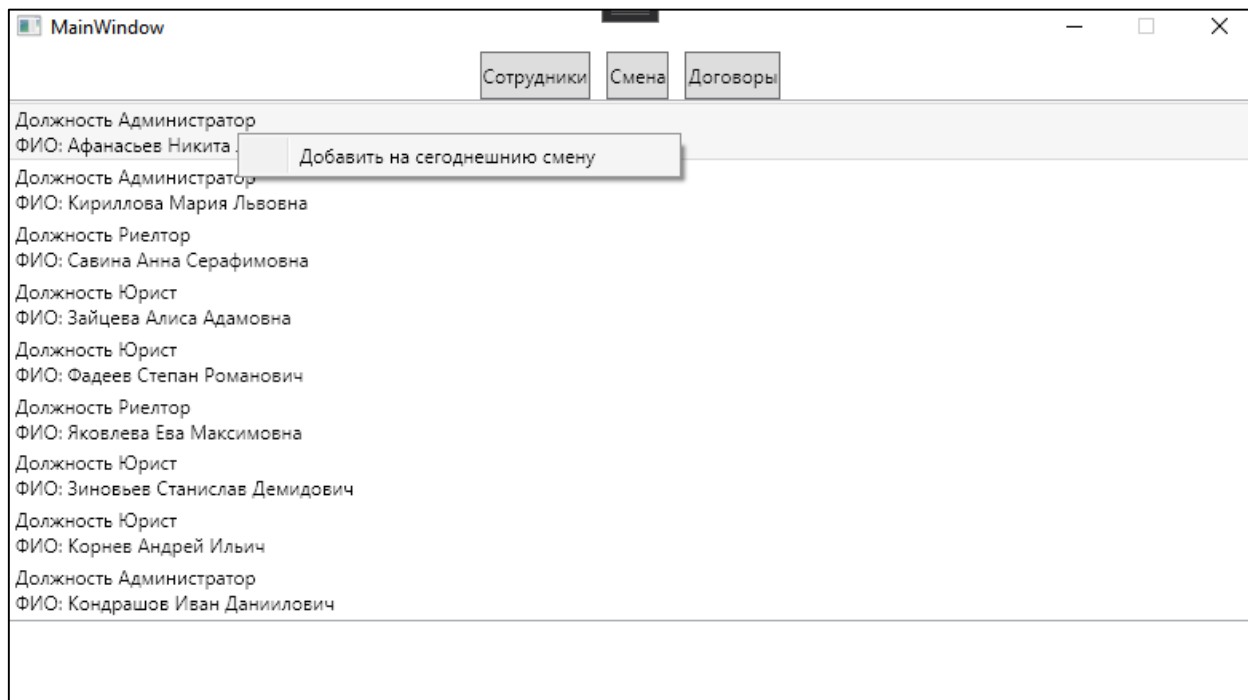 MainWindow
Сотрудники Смена Договоры
Должность Администратор
ФИО: Афанасьев Никита
Добавить на сегоднешнию смену
Должность Администратор
ФИО: Кириллова Мария Львовна
Должность Риелтор
ФИО: Савина Анна Серафимовна
Должность Юрист
ФИО: Зайцева Алиса Адамовна
Должность Юрист
ФИО: Фадеев Степан Романович
Должность Риелтор
ФИО: Яковлева Ева Максимовна
Должность Юрист
ФИО: Зиновьев Станислав Демидович
Должность Юрист
ФИО: Корнев Андрей Ильич
Должность Администратор
ФИО: Кондрашов Иван Даниилович